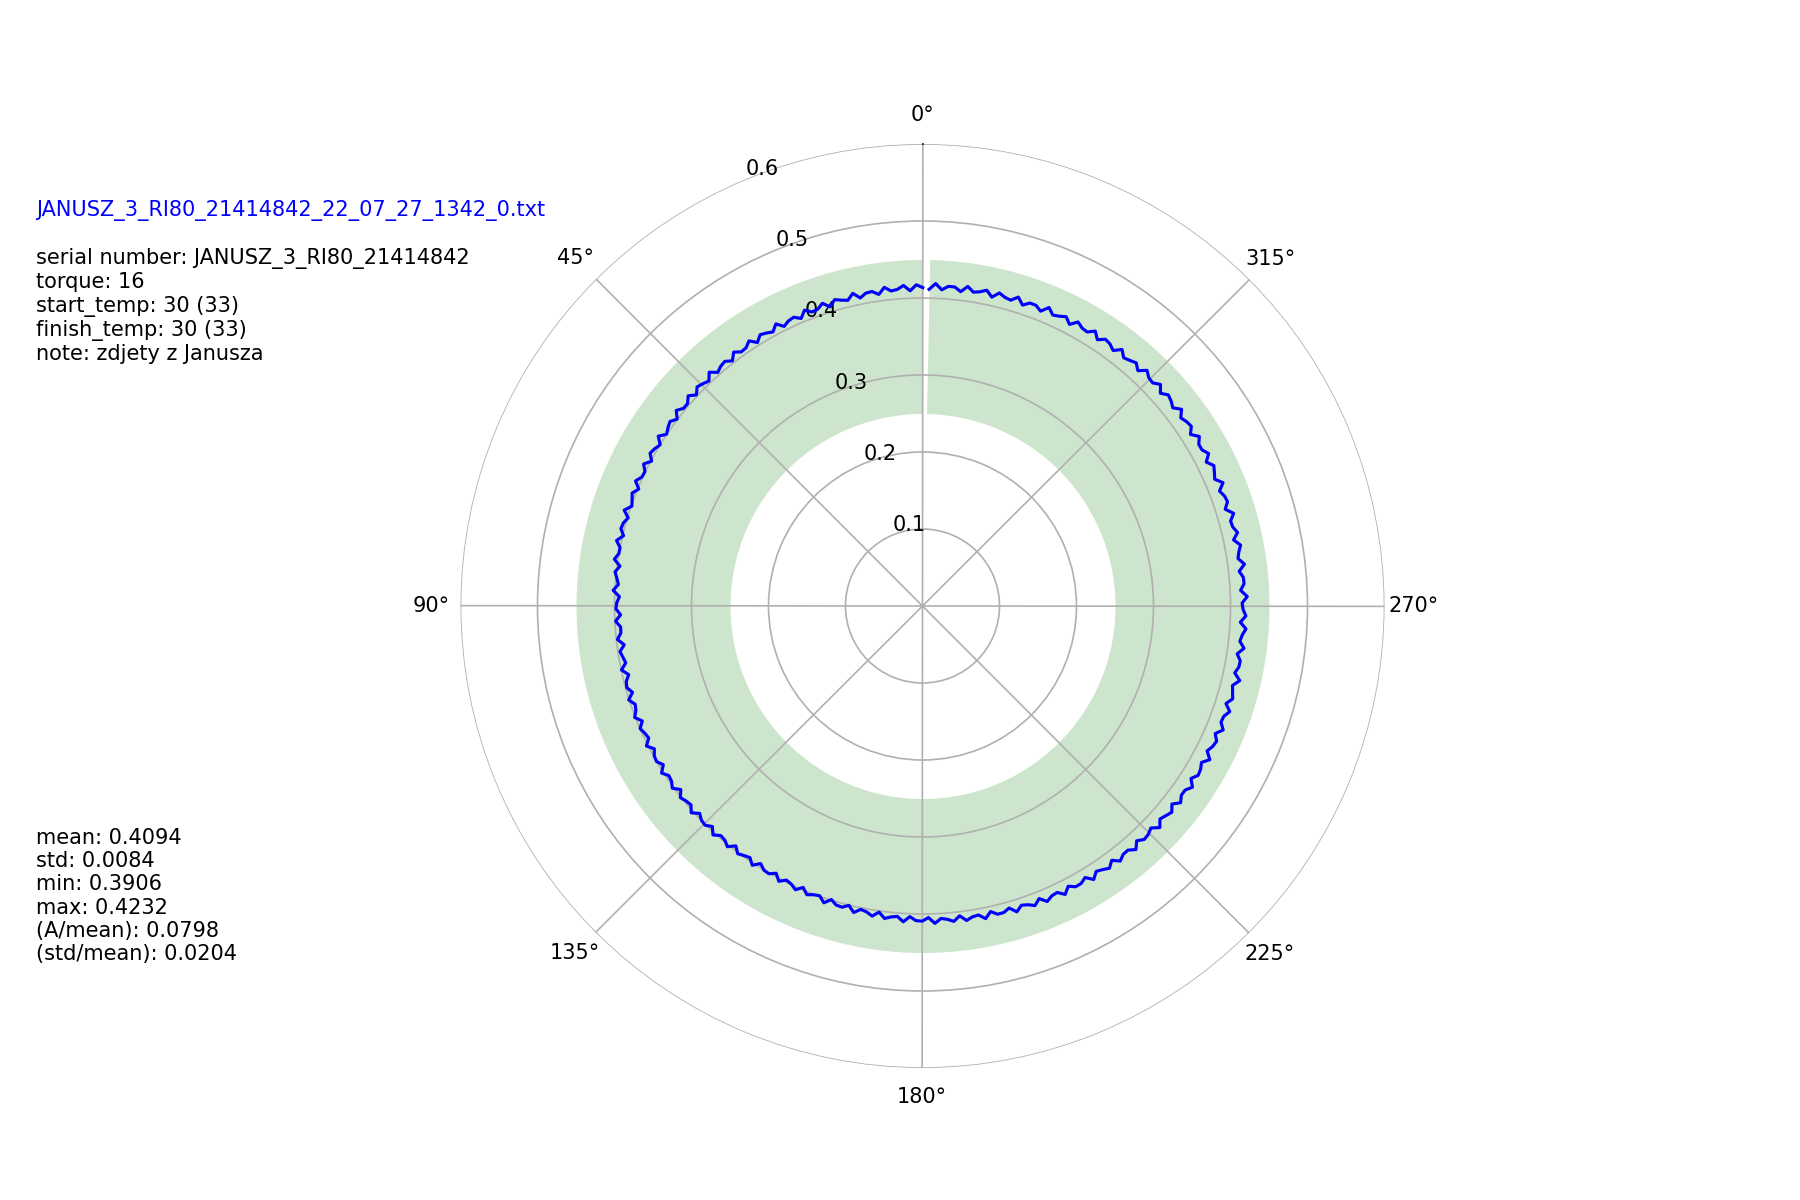 JANUSZ_3_RI80_21414842_22_07_27_1342_0.txt
serial number: JANUSZ_3_RI80_21414842
torque: 16
start_temp: 30 (33)
finish_temp: 30 (33)
note: zdjety z Janusza
0°
0.6
0.5
45°
315°
0.4
0.3
0.2
0.1
90°
270°
135°
225°
180°
mean: 0.4094
std: 0.0084
min: 0.3906
max: 0.4232
(A/mean): 0.0798
(std/mean): 0.0204